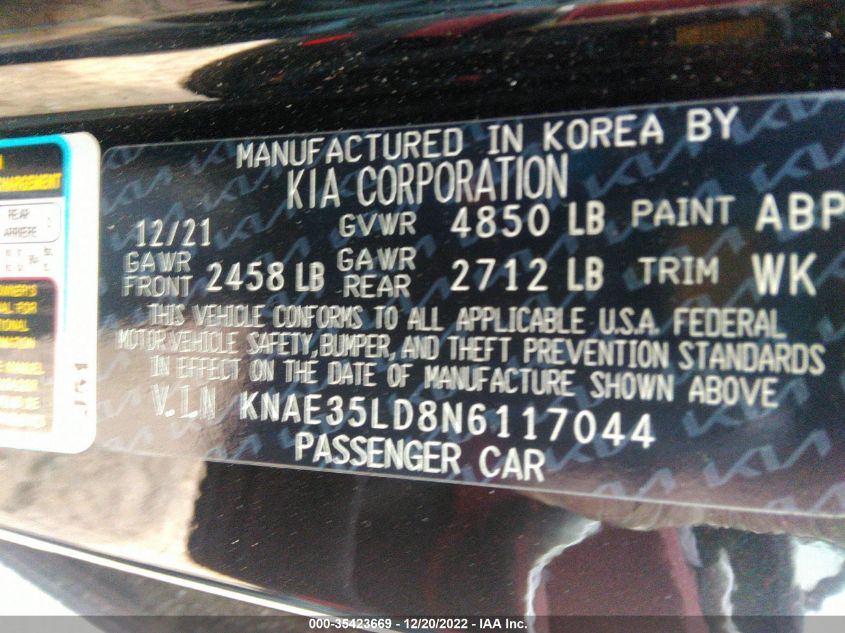 MANUFACTURED IN KOREA BY
KIA CORPORATION
12/21 GVWR 4850 LB PAINT ABP
GAWR FRONT 2458 LB GAWR REAR 2712 LB TRIM WK
THIS VEHICLE CONFORMS TO ALL APPLICABLE U.S.A. FEDERAL
MOTOR VEHICLE SAFETY, BUMPER, AND THEFT PREVENTION STANDARDS
IN EFFECT ON THE DATE OF MANUFACTURE SHOWN ABOVE
V.I.N KNAE35LD8N6117044
PASSENGER CAR
REAR
ARRIERE
000-35423669 - 12/20/2022 - IAA Inc.